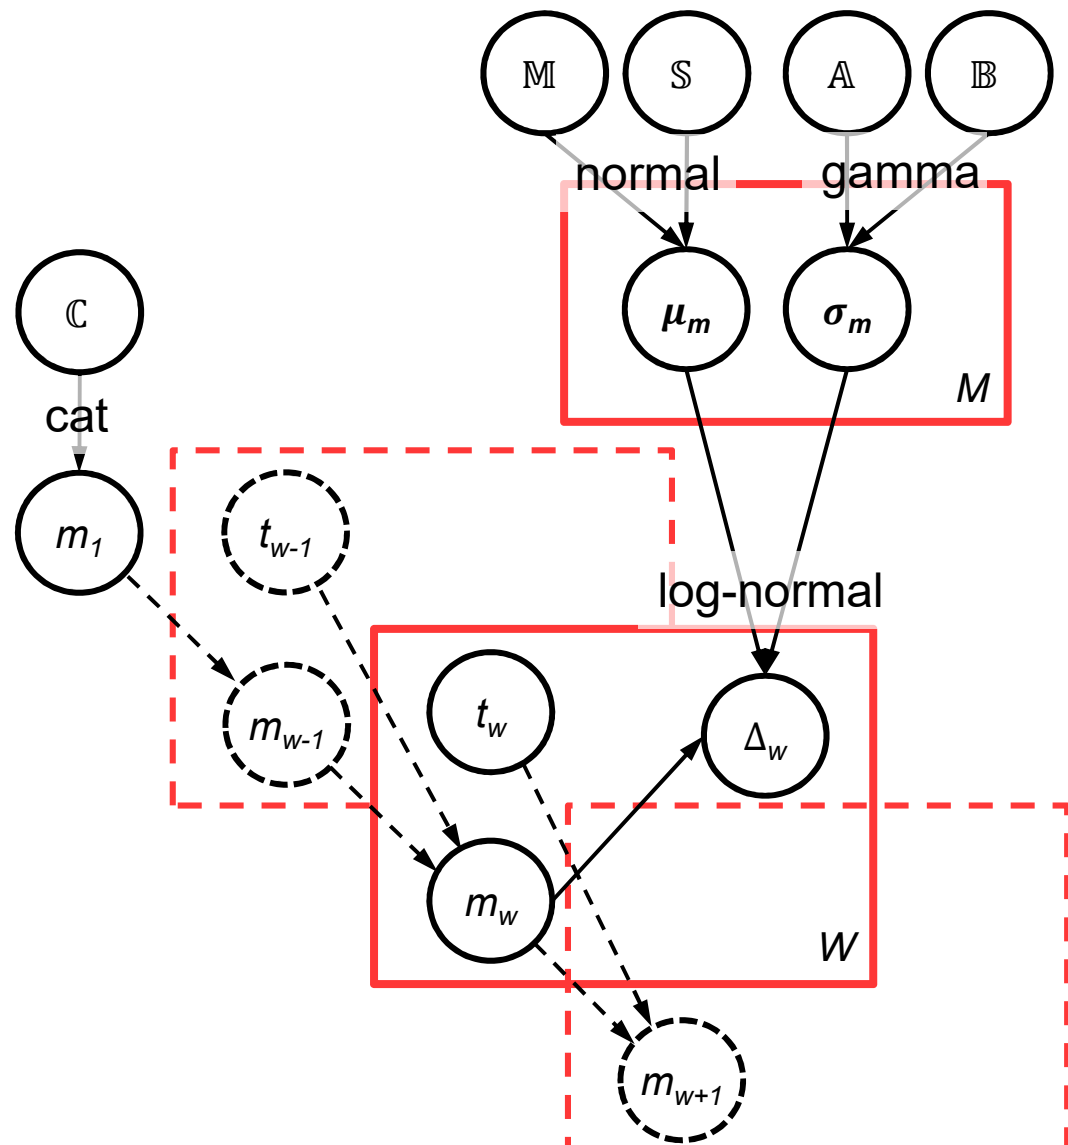 𝕄 𝕊 𝔸 𝔹
normal gamma
ℂ
μm σm
M
cat
m1
tw-1
log-normal
mw-1
tw
Δw
mw
W
mw+1